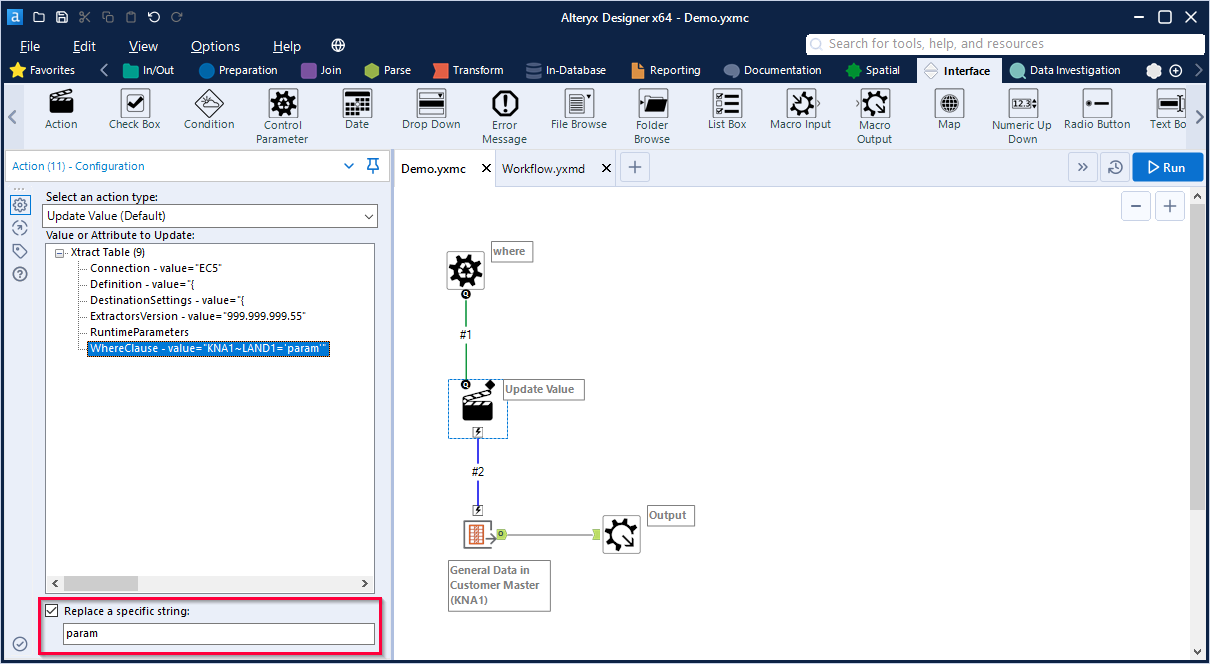 Alteryx Designer x64 - Demo.yxmc
File Edit View Options Help
Search for tools, help, and resources
Favorites In/Out Preparation Join Parse Transform In-Database Reporting Documentation Spatial Interface Data Investigation
Action Check Box Condition Control Parameter Date Drop Down Error Message File Browse Folder Browse List Box Macro Input Macro Output Map Numeric Up Down Radio Button Text Bo
12.3
Action (11) - Configuration
Demo.yxmc Workflow.yxmd
Run
Select an action type:
Update Value (Default)
Value or Attribute to Update:
Xtract Table (9)
Connection - value="EC5"
Definition - value="{
DestinationSettings - value="{
ExtractorsVersion - value="999.999.999.55"
RuntimeParameters
WhereClause - value="KNA1~LAND1='param'"
Replace a specific string:
param
where
#1
Update Value
#2
Output
General Data in
Customer Master
(KNA1)